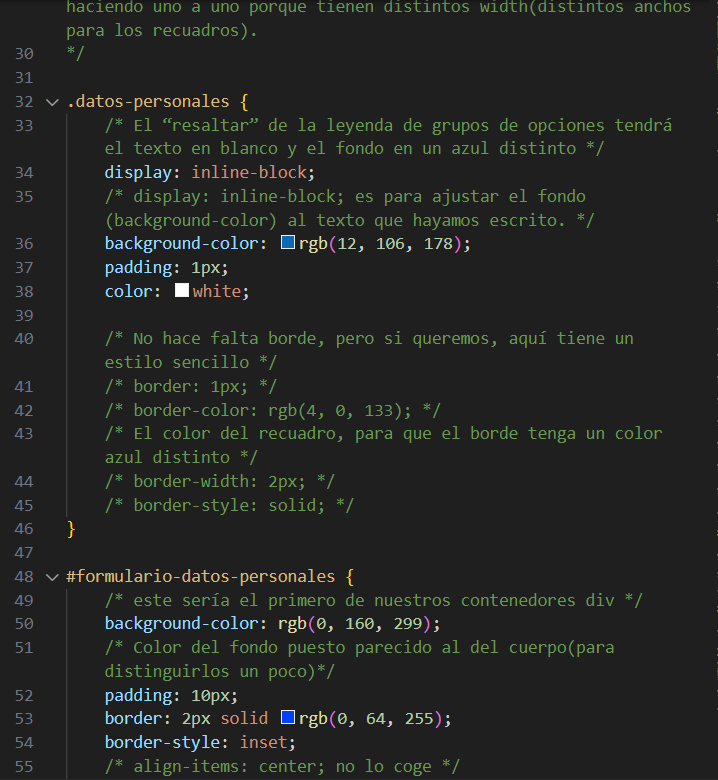 haciendo uno a uno porque tienen distintos width(distintos anchos
para los recuadros).
30 */
31
32 .datos-personales {
33 /* El “resaltar” de la leyenda de grupos de opciones tendrá
el texto en blanco y el fondo en un azul distinto */
34 display: inline-block;
35 /* display: inline-block; es para ajustar el fondo
(background-color) al texto que hayamos escrito. */
36 background-color: rgb(12, 106, 178);
37 padding: 1px;
38 color: white;
39
40 /* No hace falta borde, pero si queremos, aquí tiene un
estilo sencillo */
41 /* border: 1px; */
42 /* border-color: rgb(4, 0, 133); */
43 /* El color del recuadro, para que el borde tenga un color
azul distinto */
44 /* border-width: 2px; */
45 /* border-style: solid; */
46 }
47
48 #formulario-datos-personales {
49 /* este sería el primero de nuestros contenedores div */
50 background-color: rgb(0, 160, 299);
51 /* Color del fondo puesto parecido al del cuerpo(para
distinguirlos un poco)*/
52 padding: 10px;
53 border: 2px solid rgb(0, 64, 255);
54 border-style: inset;
55 /* align-items: center; no lo coge */